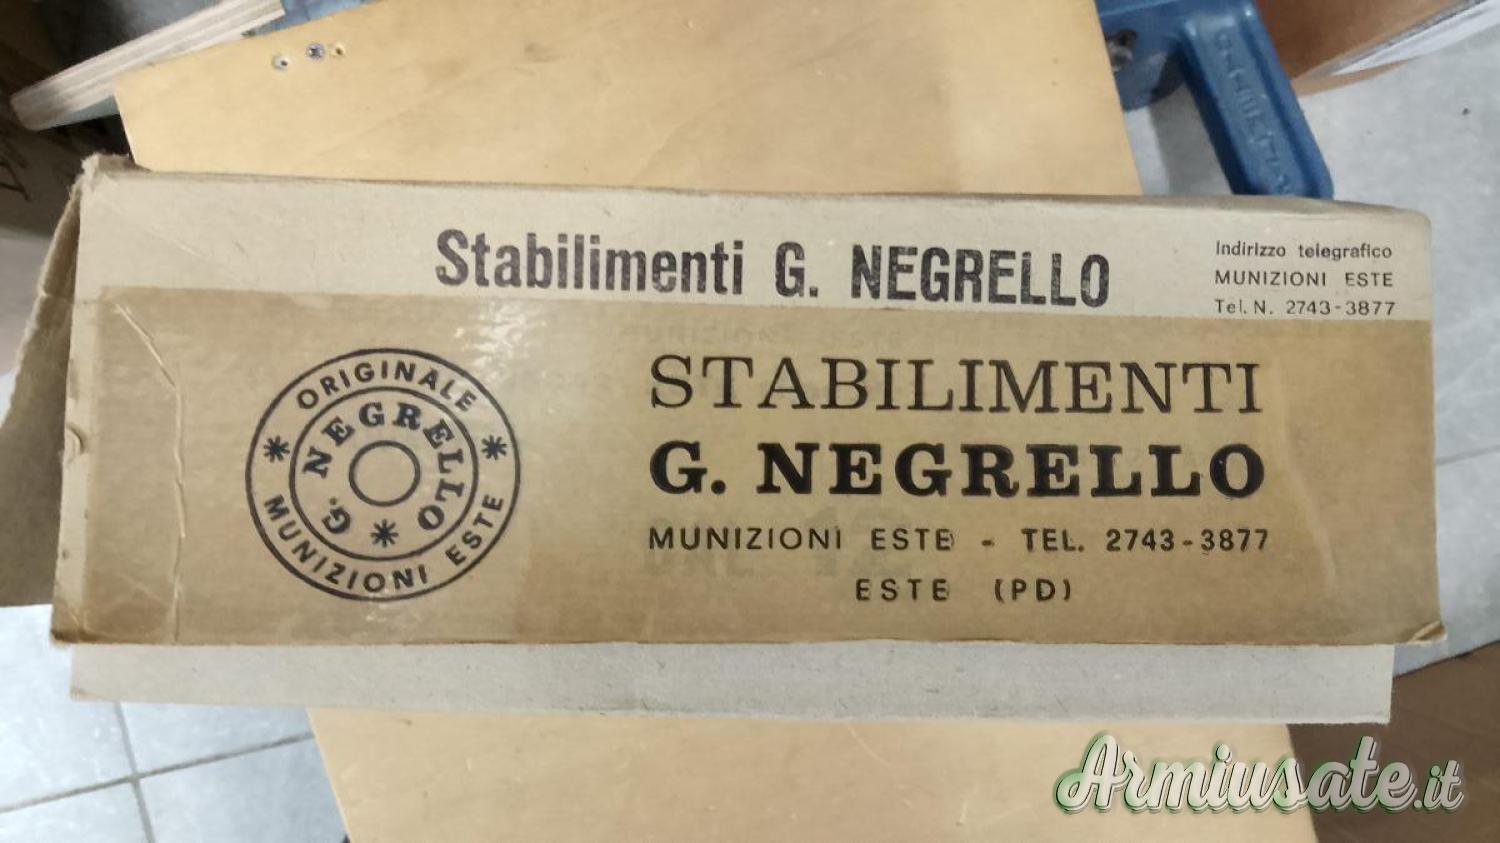 Stabilimenti G. NEGRELLO
Indirizzo telegrafico
MUNIZIONI ESTE
Tel. N. 2743-3877
ORIGINALE
G. NEGRELLO
MUNIZIONI ESTE
STABILIMENTI
G. NEGRELLO
MUNIZIONI ESTE - TEL. 2743-3877
ESTE (PD)
Armiusate.it